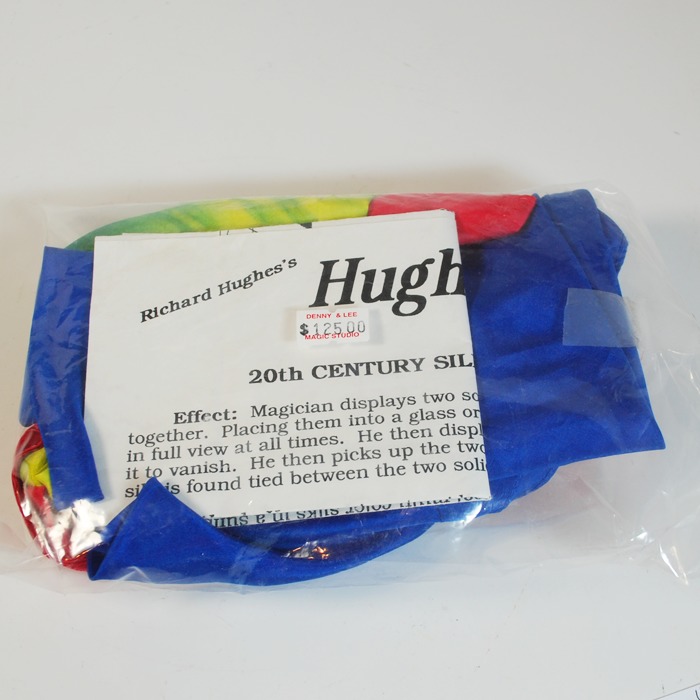 Richard Hughes's
Hugh
DENNY & LEE
$125.00
MAGIC STUDIO
20th CENTURY SIL
Effect: Magician displays two so
together. Placing them into a glass or
in full view at all times. He then displ
it to vanish. He then picks up the two
silk is found tied between the two soli